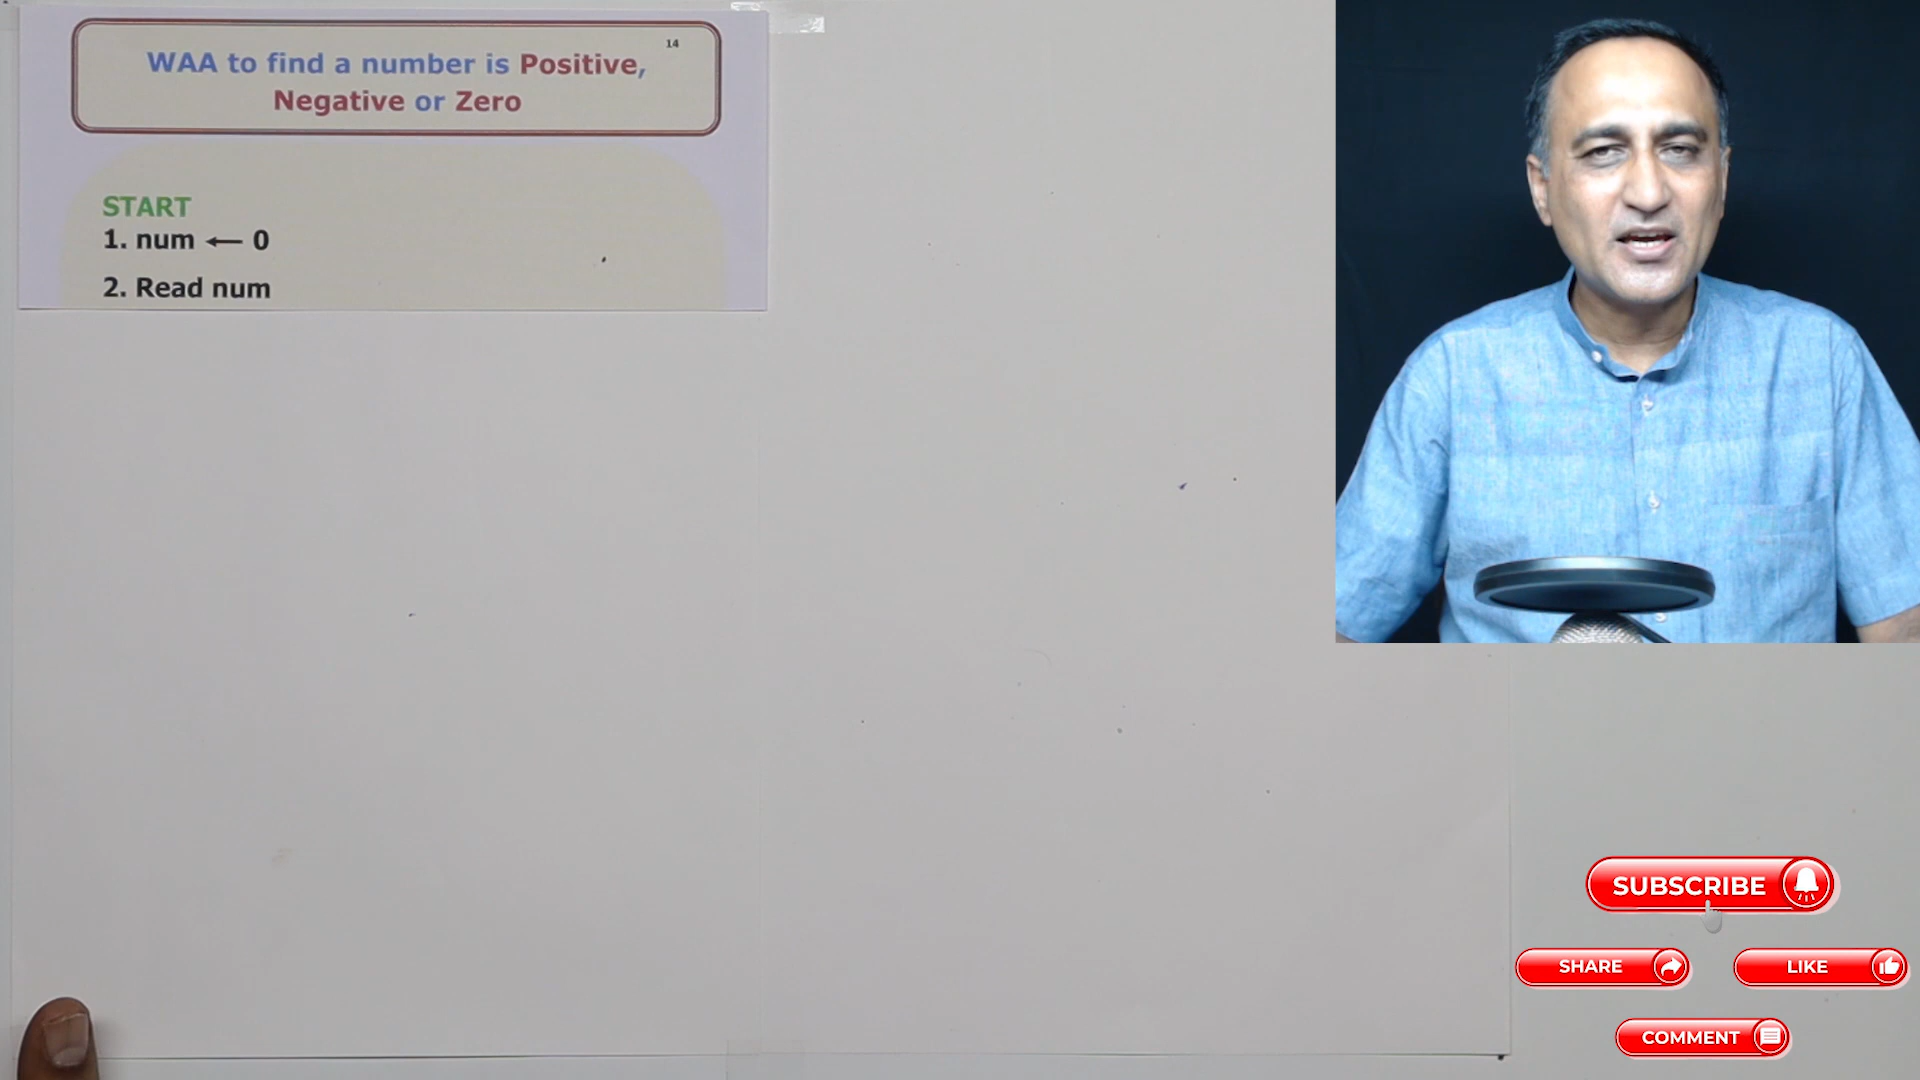 14
WAA to find a number is Positive,
Negative or Zero
START
1. num ← 0
2. Read num
SUBSCRIBE
SHARE
LIKE
COMMENT